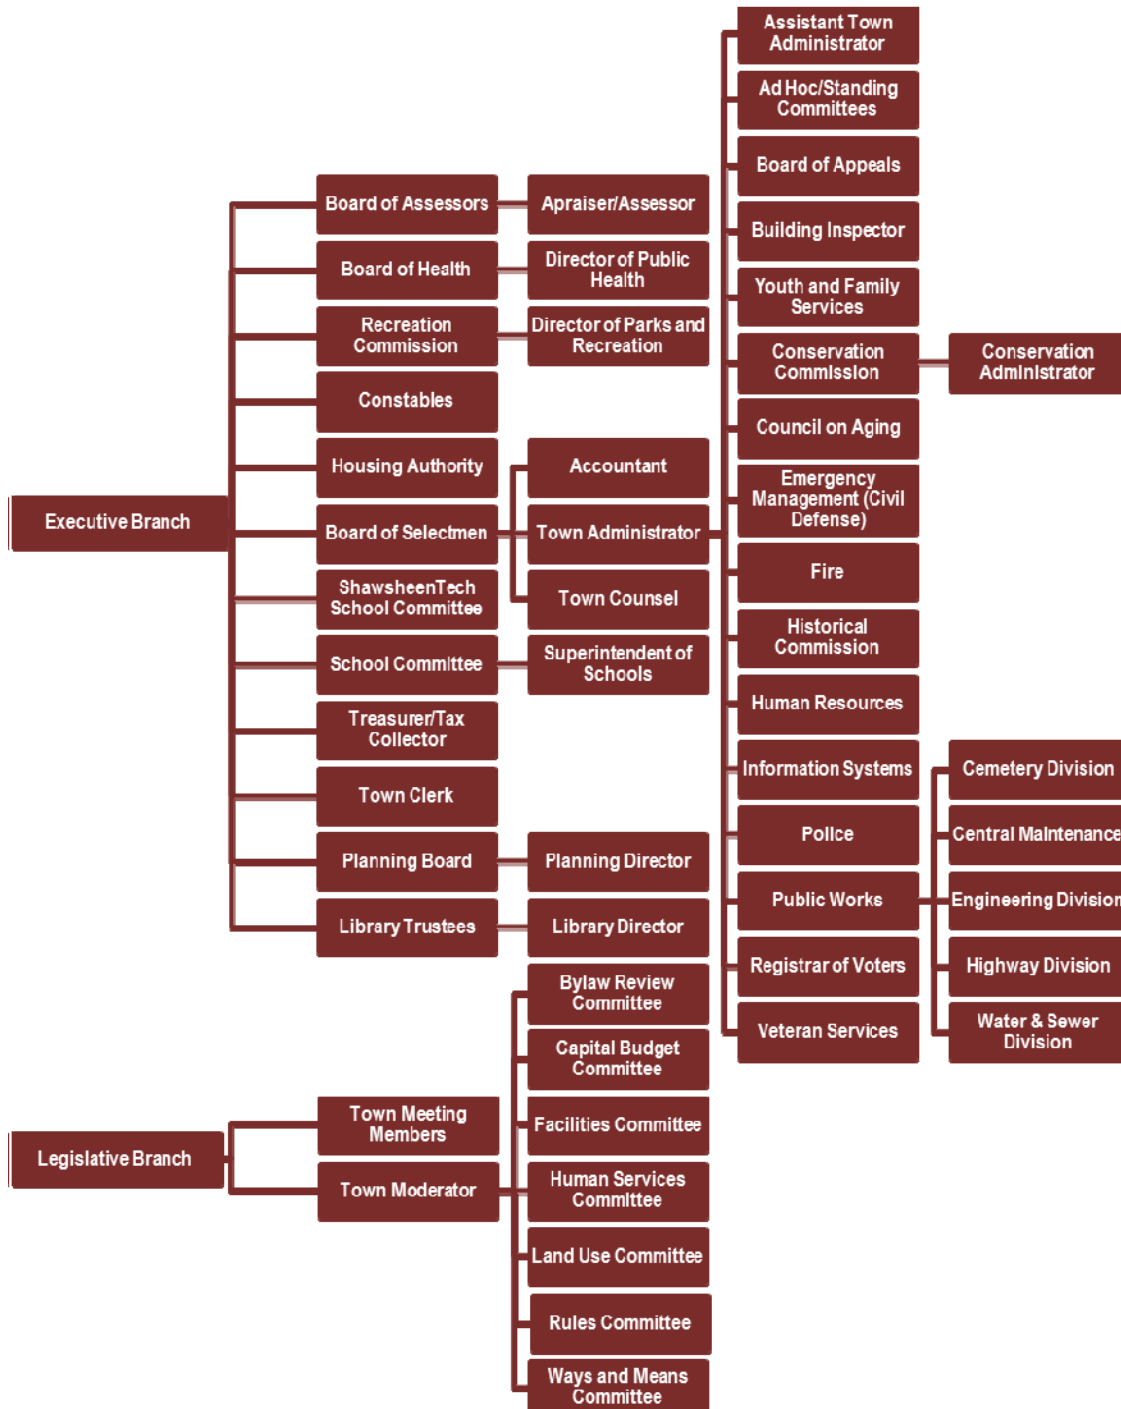 Assistant Town
Administrator
Ad Hoc/Standing
Committees
Board of Appeals
Building Inspector
Youth and Family
Services
Conservation
Commission
Conservation
Administrator
Council on Aging
Emergency
Management (Civil
Defense)
Fire
Historical
Commission
Human Resources
Information Systems
Police
Public Works
Registrar of Voters
Veteran Services
Cemetery Division
Central Maintenance
Engineering Division
Highway Division
Water & Sewer
Division
Executive Branch
Board of Assessors
Apraiser/Assessor
Board of Health
Director of Public
Health
Recreation
Commission
Director of Parks and
Recreation
Constables
Housing Authority
Board of Selectmen
Accountant
Town Administrator
Town Counsel
ShawsheenTech
School Committee
School Committee
Superintendent of
Schools
Treasurer/Tax
Collector
Town Clerk
Planning Board
Planning Director
Library Trustees
Library Director
Legislative Branch
Town Meeting
Members
Town Moderator
Bylaw Review
Committee
Capital Budget
Committee
Facilities Committee
Human Services
Committee
Land Use Committee
Rules Committee
Ways and Means
Committee